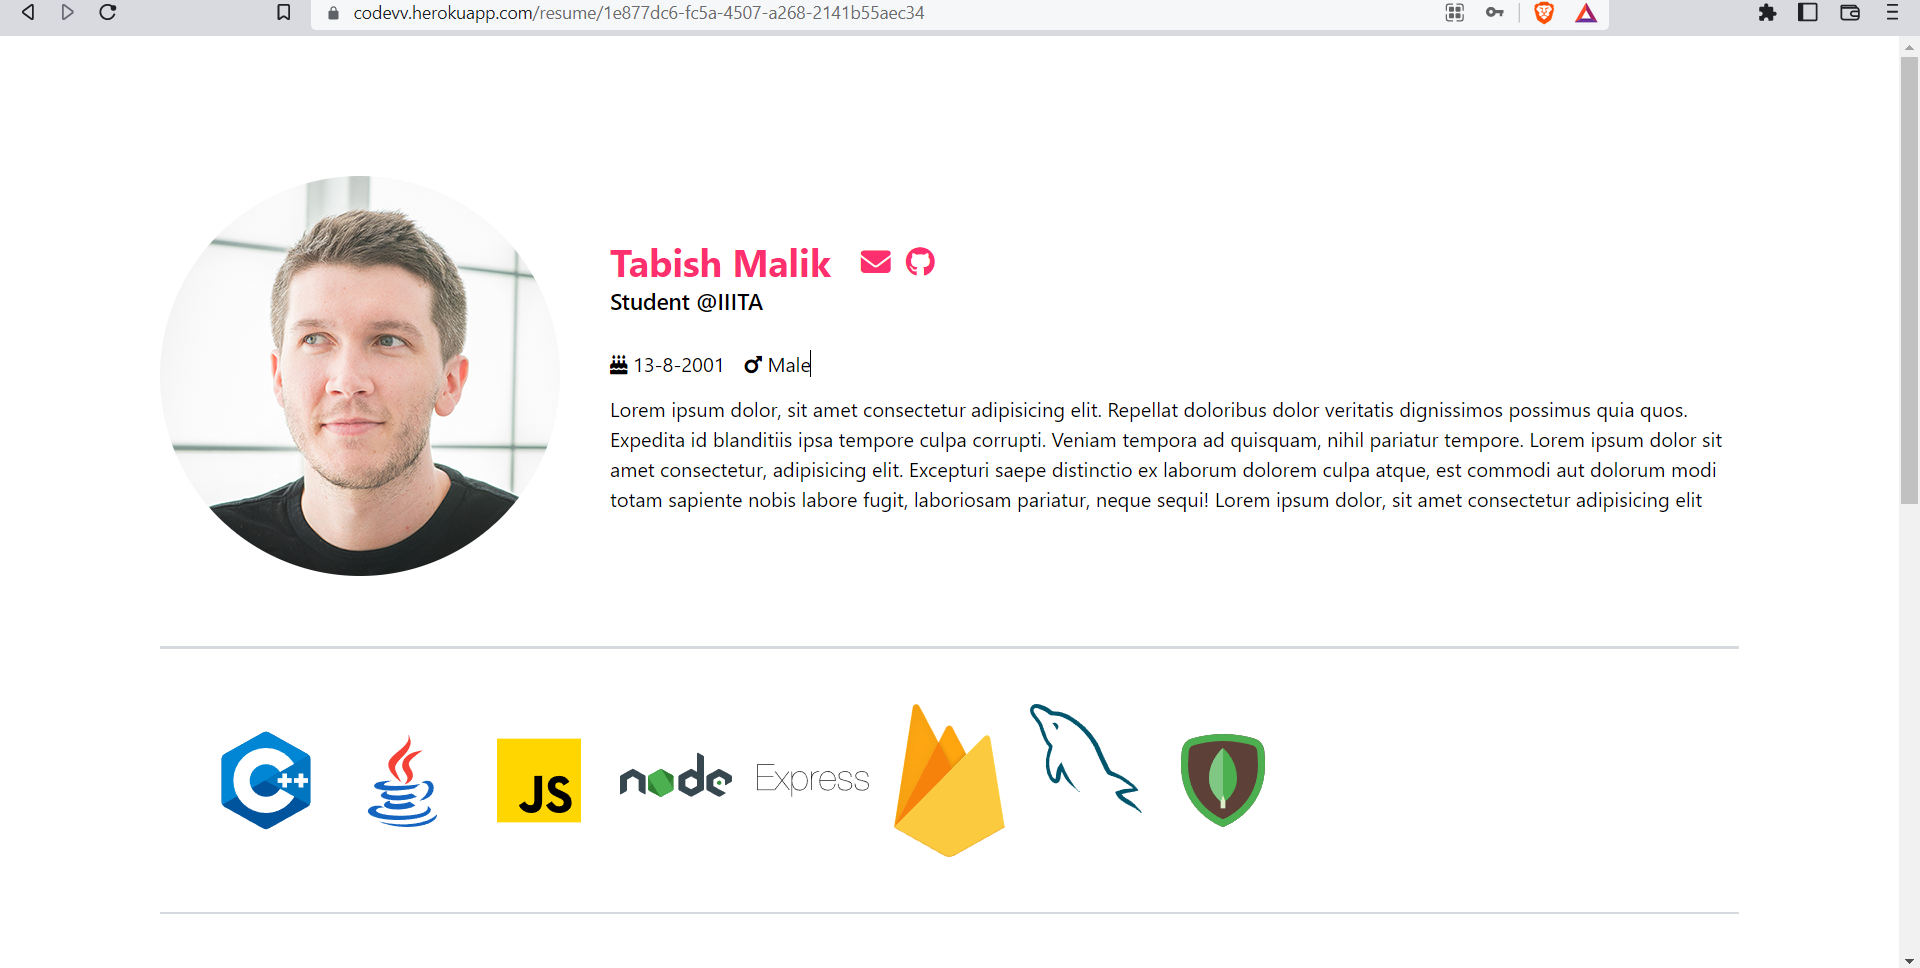 codevv.herokuapp.com/resume/1e877dc6-fc5a-4507-a268-2141b55aec34
Tabish Malik
Student @IIITA
13-8-2001 Male
Lorem ipsum dolor, sit amet consectetur adipisicing elit. Repellat doloribus dolor veritatis dignissimos possimus quia quos.
Expedita id blanditiis ipsa tempore culpa corrupti. Veniam tempora ad quisquam, nihil pariatur tempore. Lorem ipsum dolor sit
amet consectetur, adipisicing elit. Excepturi saepe distinctio ex laborum dolorem culpa atque, est commodi aut dolorum modi
totam sapiente nobis labore fugit, laboriosam pariatur, neque sequi! Lorem ipsum dolor, sit amet consectetur adipisicing elit
C++ JS node Express